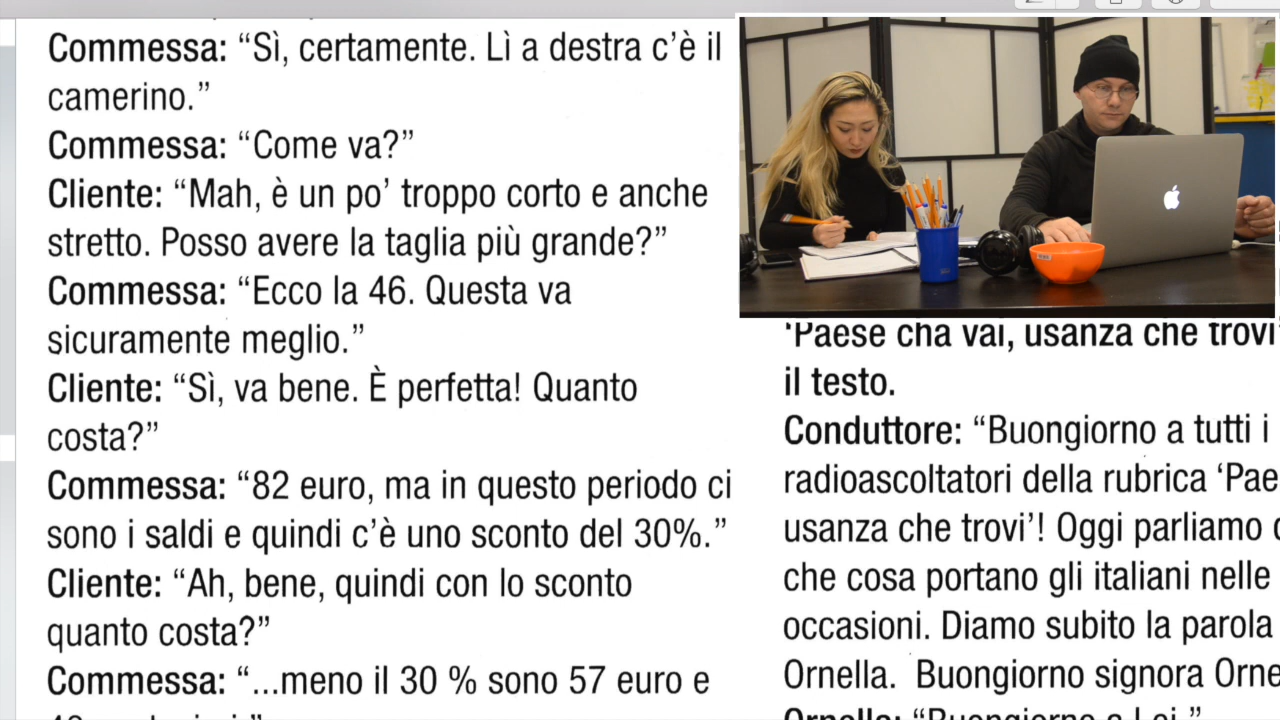 Commessa: “Sì, certamente. Lì a destra c’è il
camerino.”
Commessa: “Come va?”
Cliente: “Mah, è un po’ troppo corto e anche
stretto. Posso avere la taglia più grande?”
Commessa: “Ecco la 46. Questa va
sicuramente meglio.”
Cliente: “Sì, va bene. È perfetta! Quanto
costa?”
Commessa: “82 euro, ma in questo periodo ci
sono i saldi e quindi c’è uno sconto del 30%.”
Cliente: “Ah, bene, quindi con lo sconto
quanto costa?”
Commessa: “...meno il 30 % sono 57 euro e
‘Paese cha vai, usanza che trovi’
il testo.
Conduttore: “Buongiorno a tutti i
radioascoltatori della rubrica ‘Pae
usanza che trovi’! Oggi parliamo
che cosa portano gli italiani nelle
occasioni. Diamo subito la parola
Ornella. Buongiorno signora Orne
Ornella: “Buongiorno a Lei.”